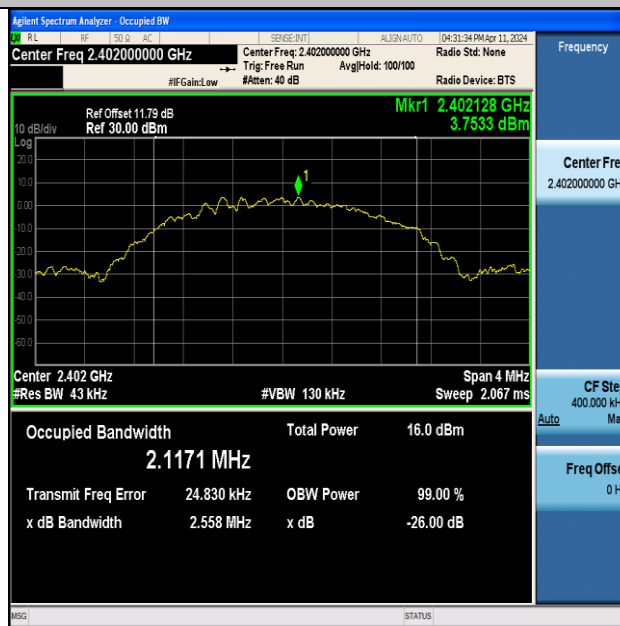 Agilent Spectrum Analyzer - Occupied BW
RL RF 50 Ω AC SENSE:INT ALIGN AUTO 04:31:34 PM Apr 11, 2024
Center Freq 2.402000000 GHz
Center Freq: 2.402000000 GHz
Radio Std: None
Trig: Free Run Avg|Hold: 100/100
#IFGain:Low
#Atten: 40 dB
Radio Device: BTS
Frequency
Mkr1 2.402128 GHz
3.7533 dBm
Ref Offset 11.79 dB
10 dB/div Ref 30.00 dBm
Log
20.0
10.0
0.00
-10.0
-20.0
-30.0
-40.0
-50.0
-60.0
1
Center 2.402 GHz Span 4 MHz
#Res BW 43 kHz #VBW 130 kHz Sweep 2.067 ms
Occupied Bandwidth Total Power 16.0 dBm
2.1171 MHz
Transmit Freq Error 24.830 kHz OBW Power 99.00 %
x dB Bandwidth 2.558 MHz x dB -26.00 dB
Center Fre
2.402000000 GH
CF Ste
400.000 kH
Auto Ma
Freq Offse
0 H
MSG STATUS